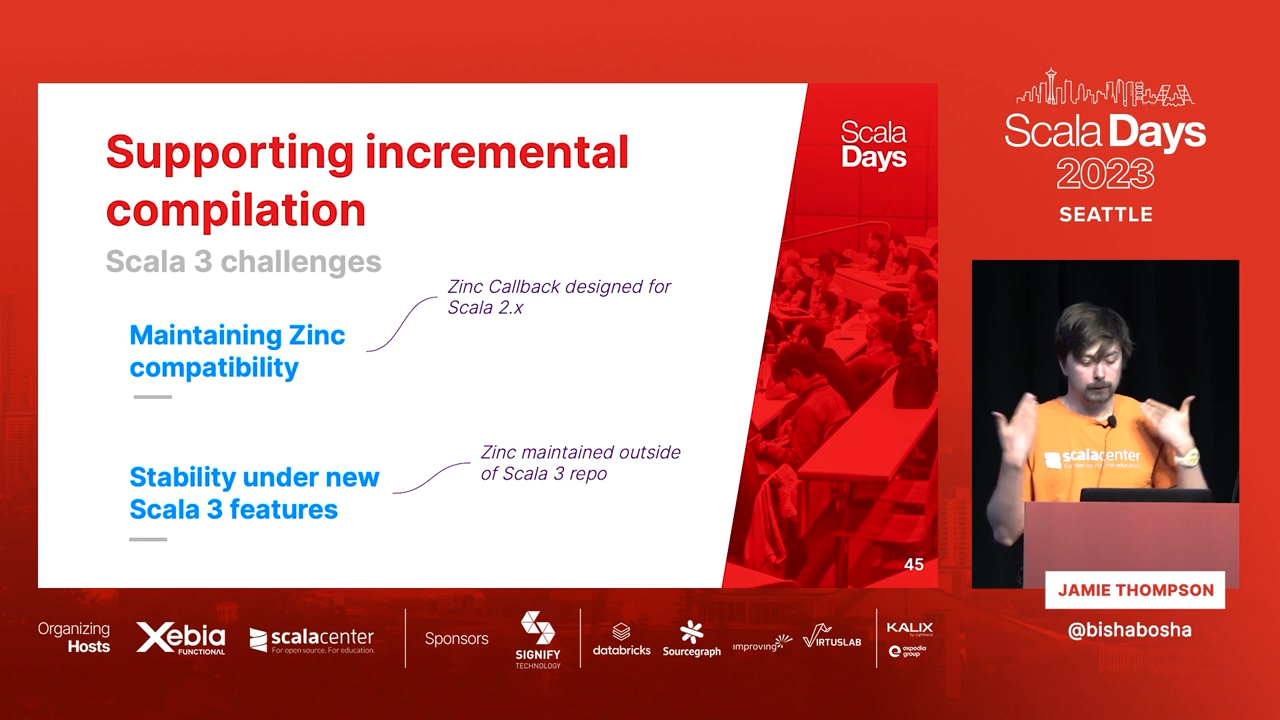 Supporting incremental
compilation
Scala 3 challenges
Zinc Callback designed for
Scala 2.x
Maintaining Zinc
compatibility
Zinc maintained outside
of Scala 3 repo
Stability under new
Scala 3 features
Scala
Days
45
Scala Days
2023
SEATTLE
scalacenter
JAMIE THOMPSON
@bishabosha
Organizing
Hosts
Xebia
FUNCTIONAL
scalacenter
For open source. For education.
Sponsors
SIGNIFY
TECHNOLOGY
databricks
Sourcegraph
improving
VIRTUSLAB
KALIX
expedia
group